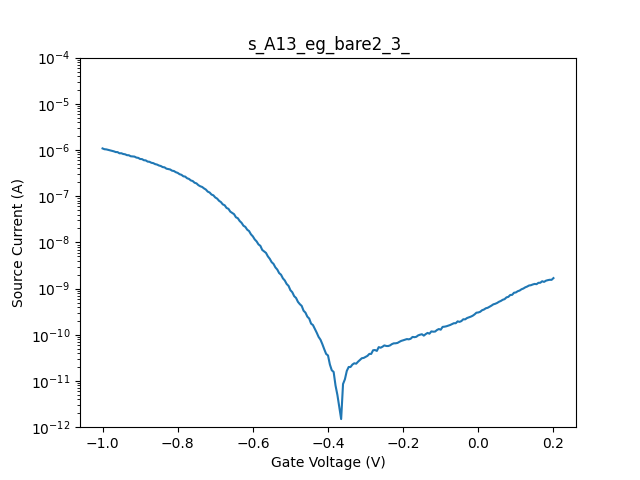 s_A13_eg_bare2_3_
10⁻⁴
10⁻⁵
10⁻⁶
10⁻⁷
10⁻⁸
10⁻⁹
10⁻¹⁰
10⁻¹¹
10⁻¹²
Source Current (A)
−1.0 −0.8 −0.6 −0.4 −0.2 0.0 0.2
Gate Voltage (V)